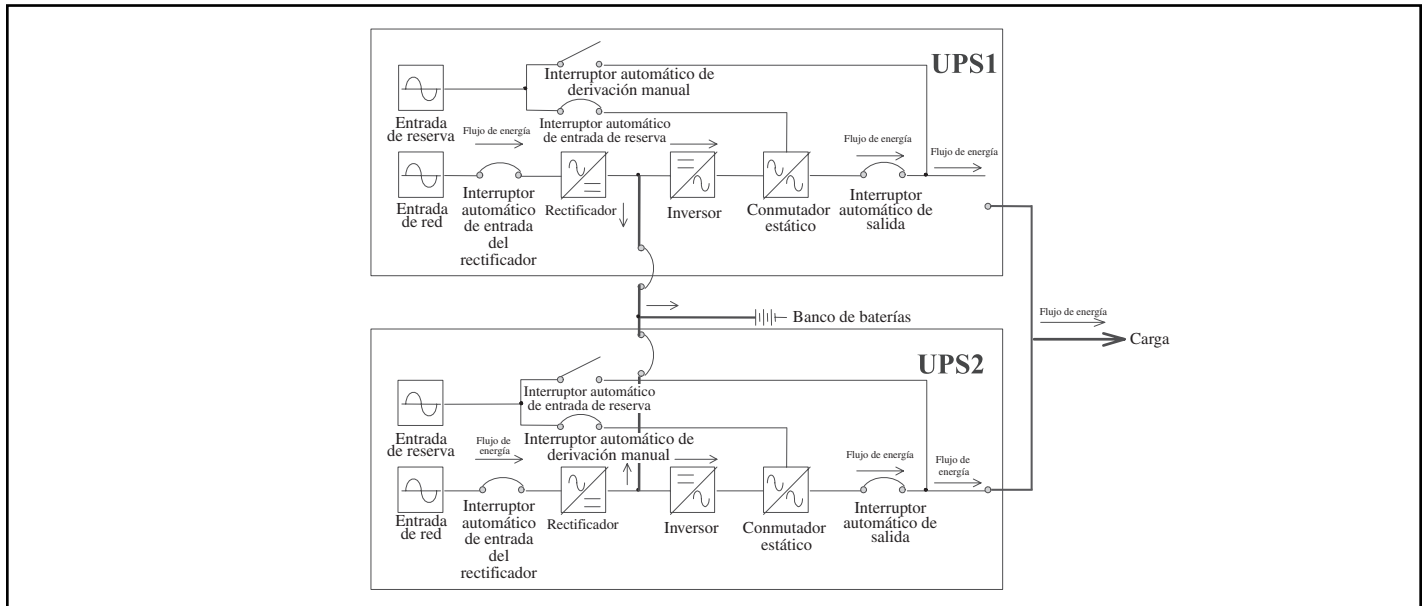 UPS1
Interruptor automático de
derivación manual
Entrada
de reserva
Flujo de energía
Interruptor automático
de entrada de reserva
Flujo de energía
Flujo de energía
Entrada
de red
Interruptor
automático
de entrada
del
rectificador
Rectificador
Inversor
Conmutador
estático
Interruptor
automático de
salida
Banco de baterías
Flujo de energía
Carga
UPS2
Interruptor automático
de entrada de reserva
Entrada
de reserva
Flujo de
energía
Interruptor automático de
derivación manual
Flujo de energía
Flujo de
energía
Entrada
de red
Interruptor
automático
de entrada
del
rectificador
Rectificador
Inversor
Conmutador
estático
Interruptor
automático de
salida